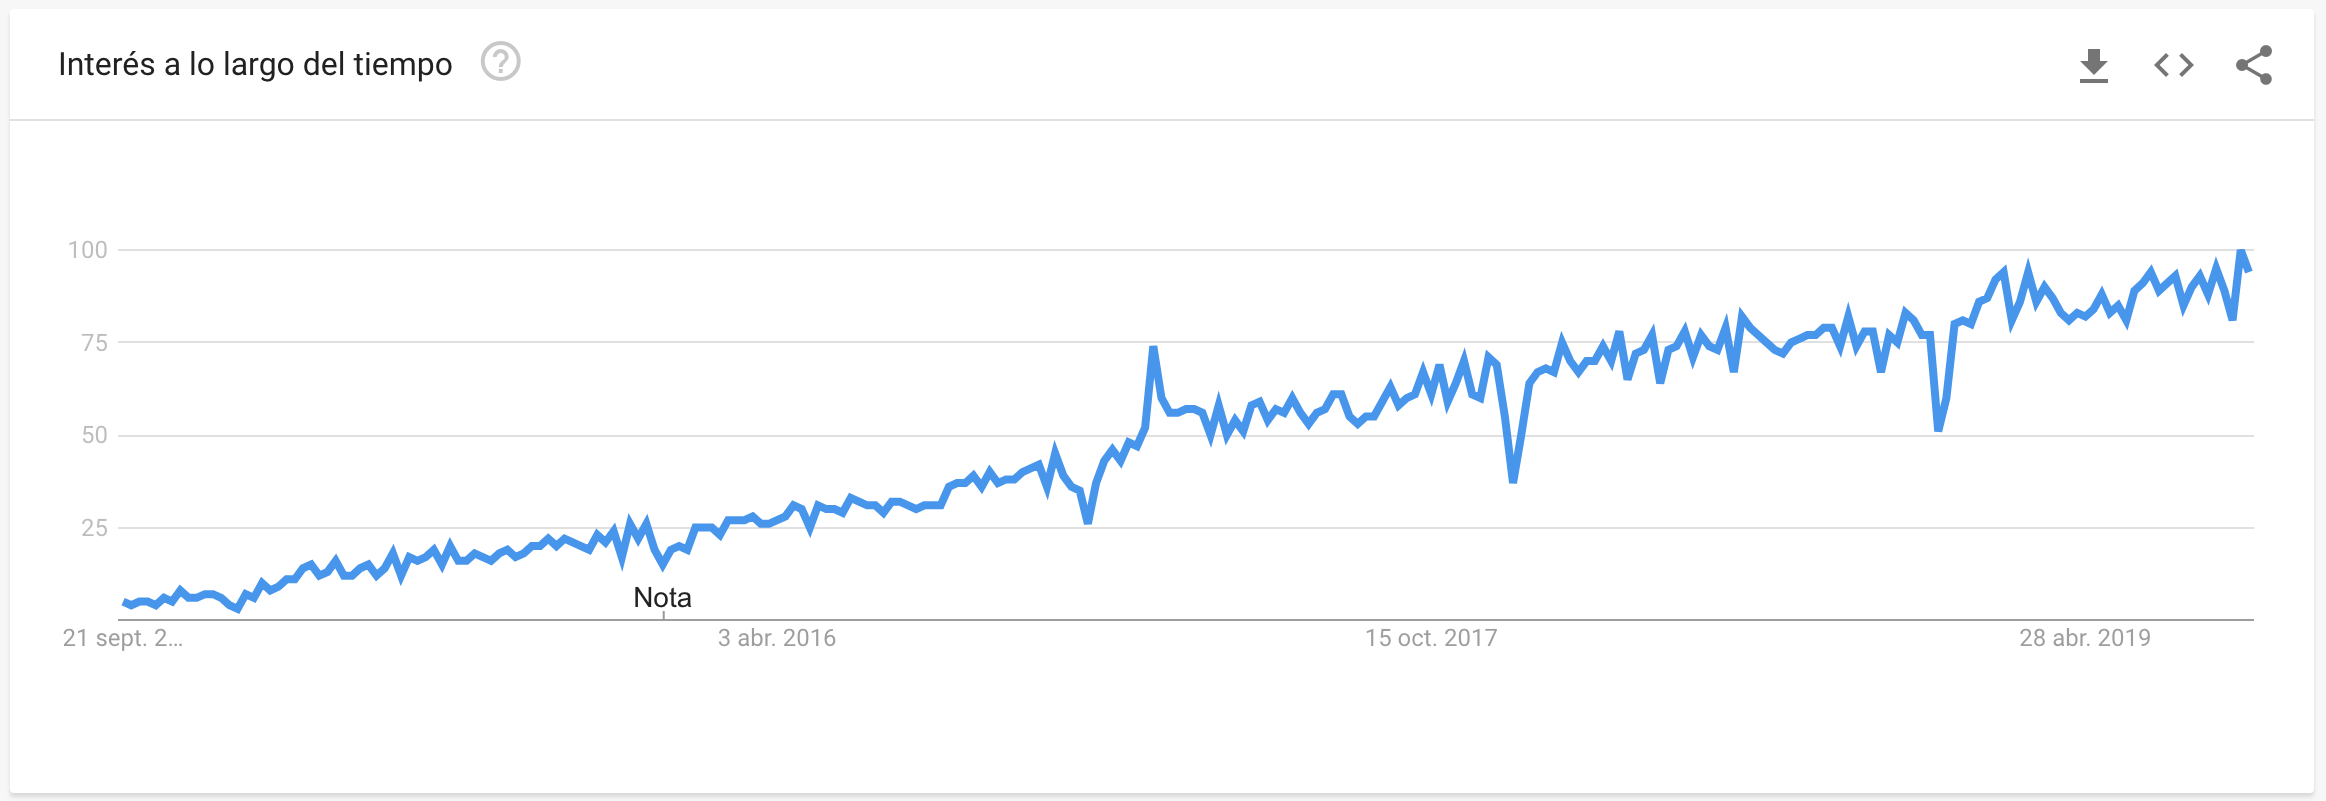 Interés a lo largo del tiempo
?
100
75
50
25
Nota
21 sept. 2...
3 abr. 2016
15 oct. 2017
28 abr. 2019